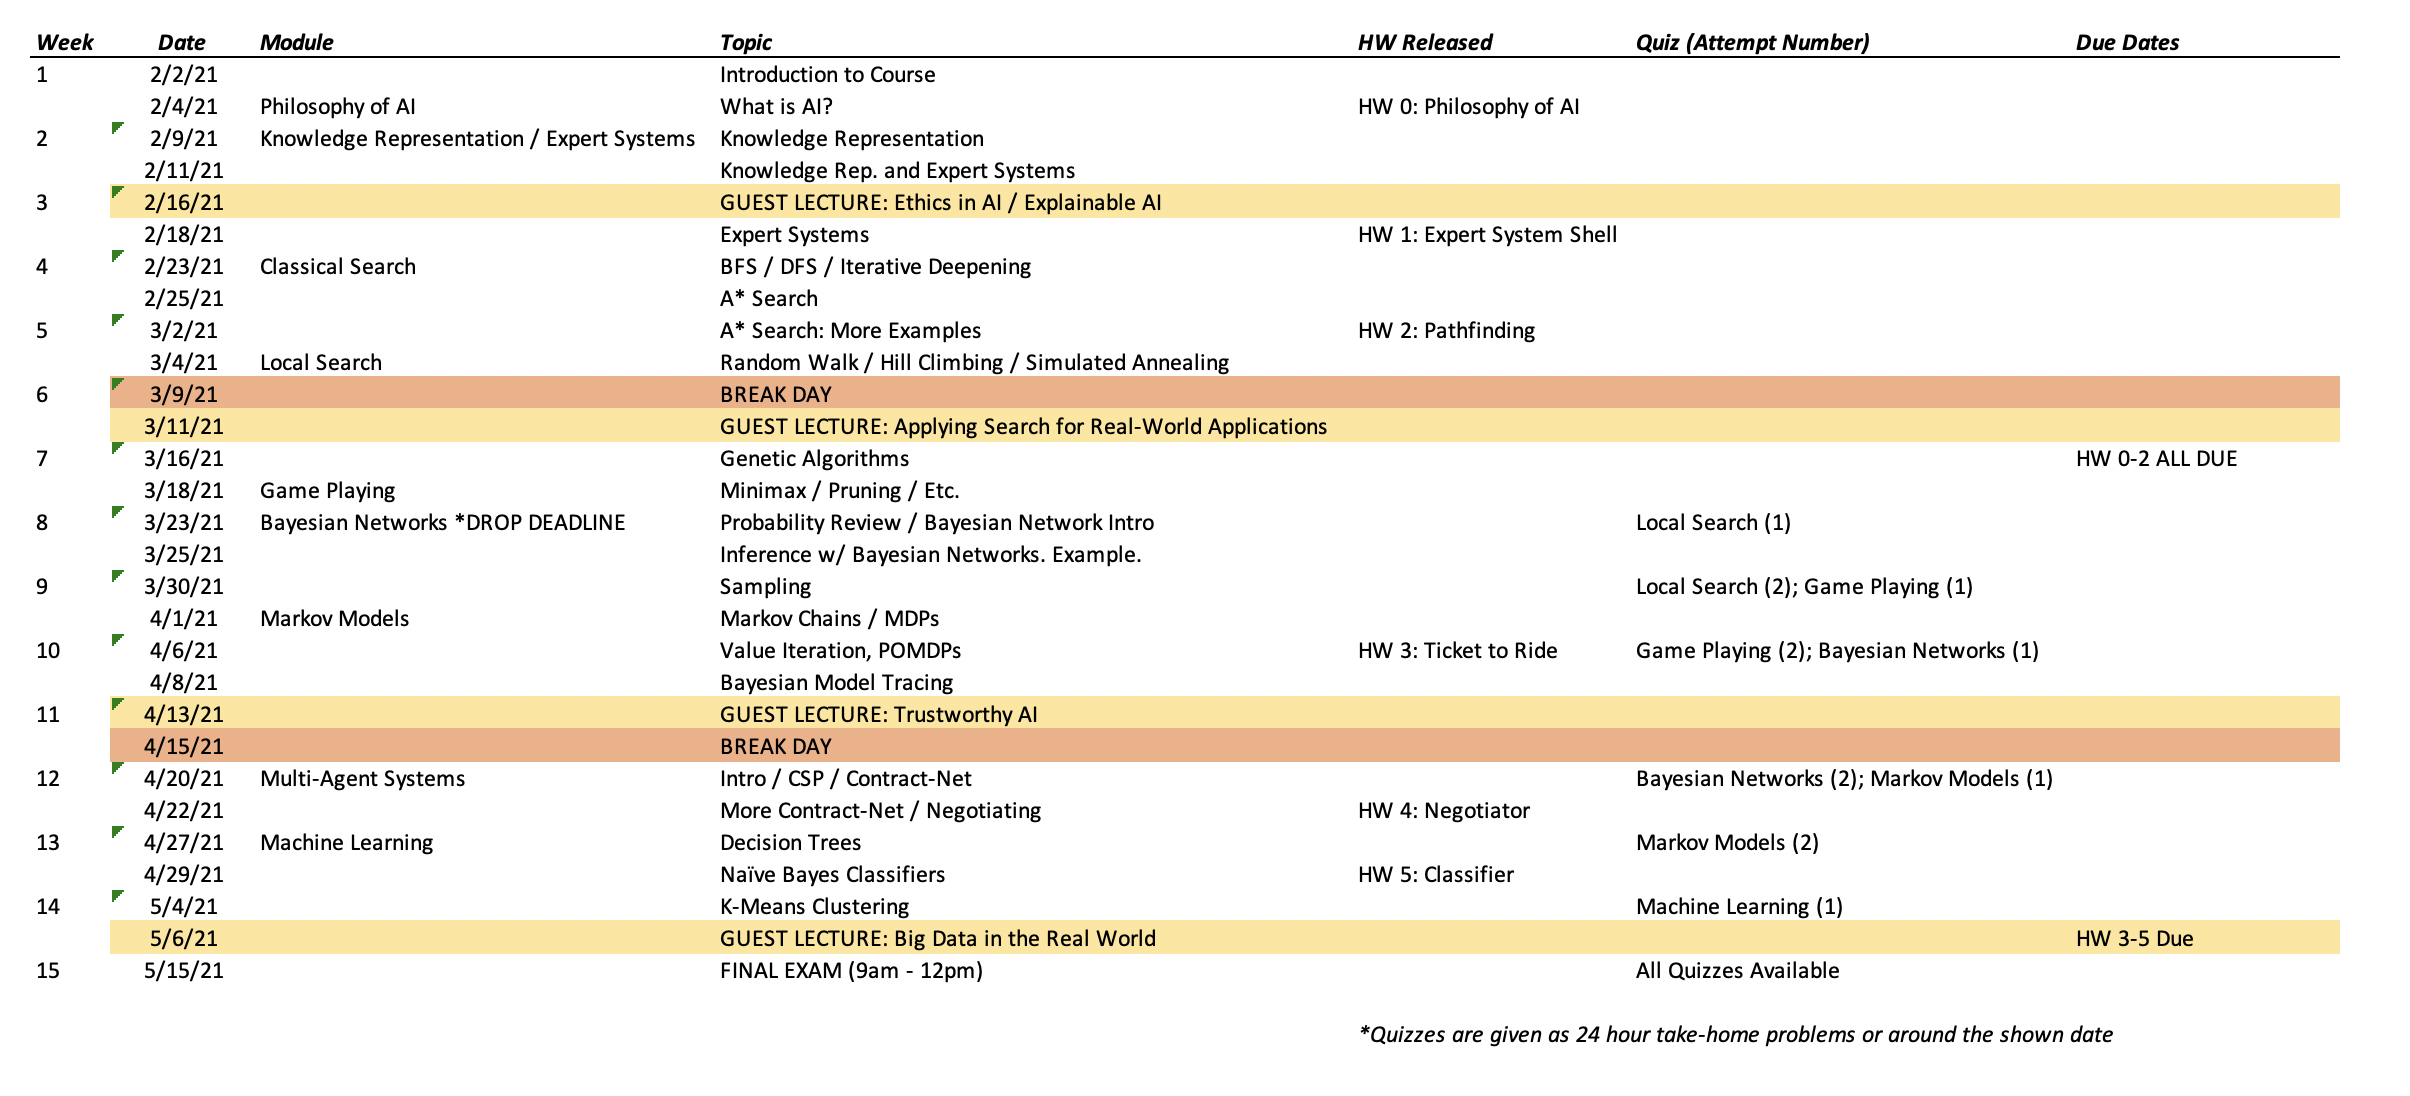 Week Date Module Topic HW Released Quiz (Attempt Number) Due Dates
1 2/2/21 Introduction to Course
2/4/21 Philosophy of AI What is AI? HW 0: Philosophy of AI
2 2/9/21 Knowledge Representation / Expert Systems Knowledge Representation
2/11/21 Knowledge Rep. and Expert Systems
3 2/16/21 GUEST LECTURE: Ethics in AI / Explainable AI
2/18/21 Expert Systems HW 1: Expert System Shell
4 2/23/21 Classical Search BFS / DFS / Iterative Deepening
2/25/21 A* Search
5 3/2/21 A* Search: More Examples HW 2: Pathfinding
3/4/21 Local Search Random Walk / Hill Climbing / Simulated Annealing
6 3/9/21 BREAK DAY
3/11/21 GUEST LECTURE: Applying Search for Real-World Applications
7 3/16/21 Genetic Algorithms HW 0-2 ALL DUE
3/18/21 Game Playing Minimax / Pruning / Etc.
8 3/23/21 Bayesian Networks *DROP DEADLINE Probability Review / Bayesian Network Intro Local Search (1)
3/25/21 Inference w/ Bayesian Networks. Example.
9 3/30/21 Sampling Local Search (2); Game Playing (1)
4/1/21 Markov Models Markov Chains / MDPs
10 4/6/21 Value Iteration, POMDPs HW 3: Ticket to Ride Game Playing (2); Bayesian Networks (1)
4/8/21 Bayesian Model Tracing
11 4/13/21 GUEST LECTURE: Trustworthy AI
4/15/21 BREAK DAY
12 4/20/21 Multi-Agent Systems Intro / CSP / Contract-Net Bayesian Networks (2); Markov Models (1)
4/22/21 More Contract-Net / Negotiating HW 4: Negotiator
13 4/27/21 Machine Learning Decision Trees Markov Models (2)
4/29/21 Naïve Bayes Classifiers HW 5: Classifier
14 5/4/21 K-Means Clustering Machine Learning (1)
5/6/21 GUEST LECTURE: Big Data in the Real World HW 3-5 Due
15 5/15/21 FINAL EXAM (9am - 12pm) All Quizzes Available
*Quizzes are given as 24 hour take-home problems or around the shown date